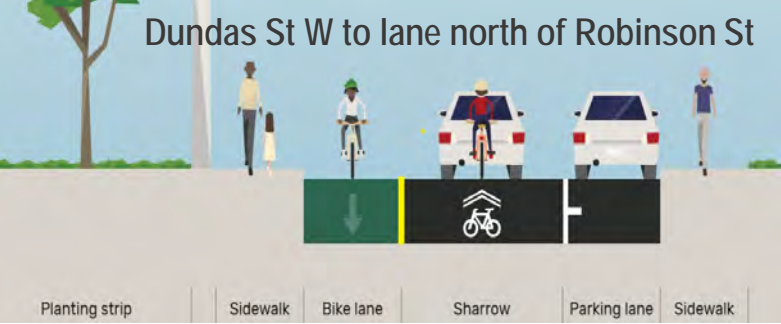 Dundas St W to lane north of Robinson St
Planting strip Sidewalk Bike lane Sharrow Parking lane Sidewalk